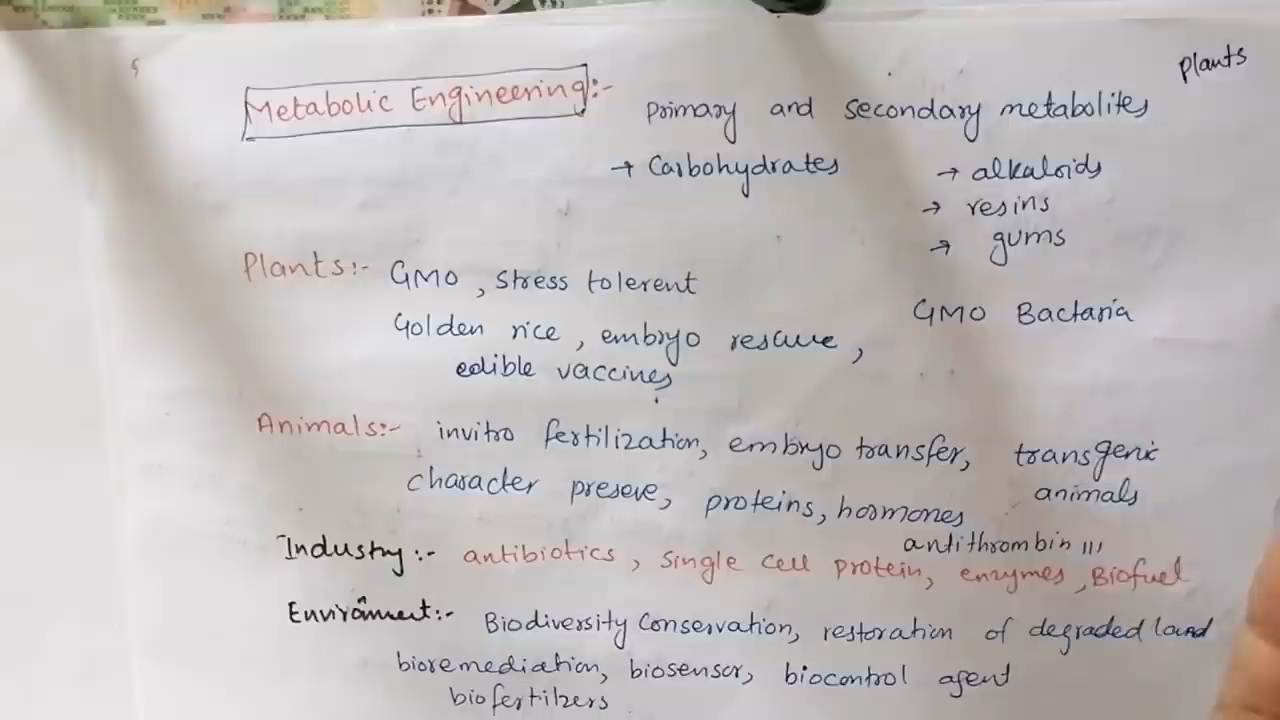 Plants
Metabolic Engineering:- Primary and secondary metabolites
→ Carbohydrates → alkaloids
→ resins
→ gums
Plants:- GMO, stress tolerent
GMO Bactaria
Golden rice, embryo rescue,
edible vaccines
Animals:- invitro fertilization, embryo transfer, transgenic
animals
character preseve, proteins, hormones
antithrombin III
Industry:- antibiotics, single cell protein, enzymes, Biofuel
Enviroment:- Biodiversity Conservation, restoration of degraded land
bioremediation, biosensor, biocontrol agent
biofertilizers